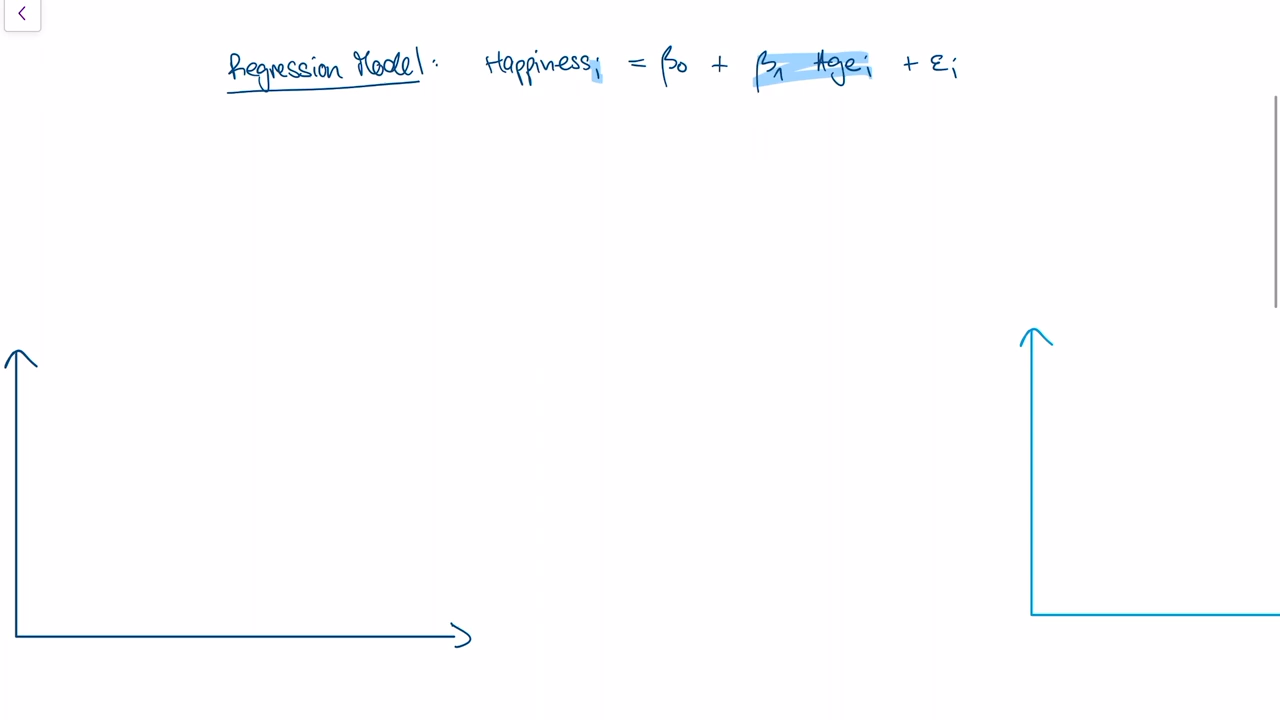 Regression Model: Happinessᵢ = β₀ + β₁ Ageᵢ + εᵢ